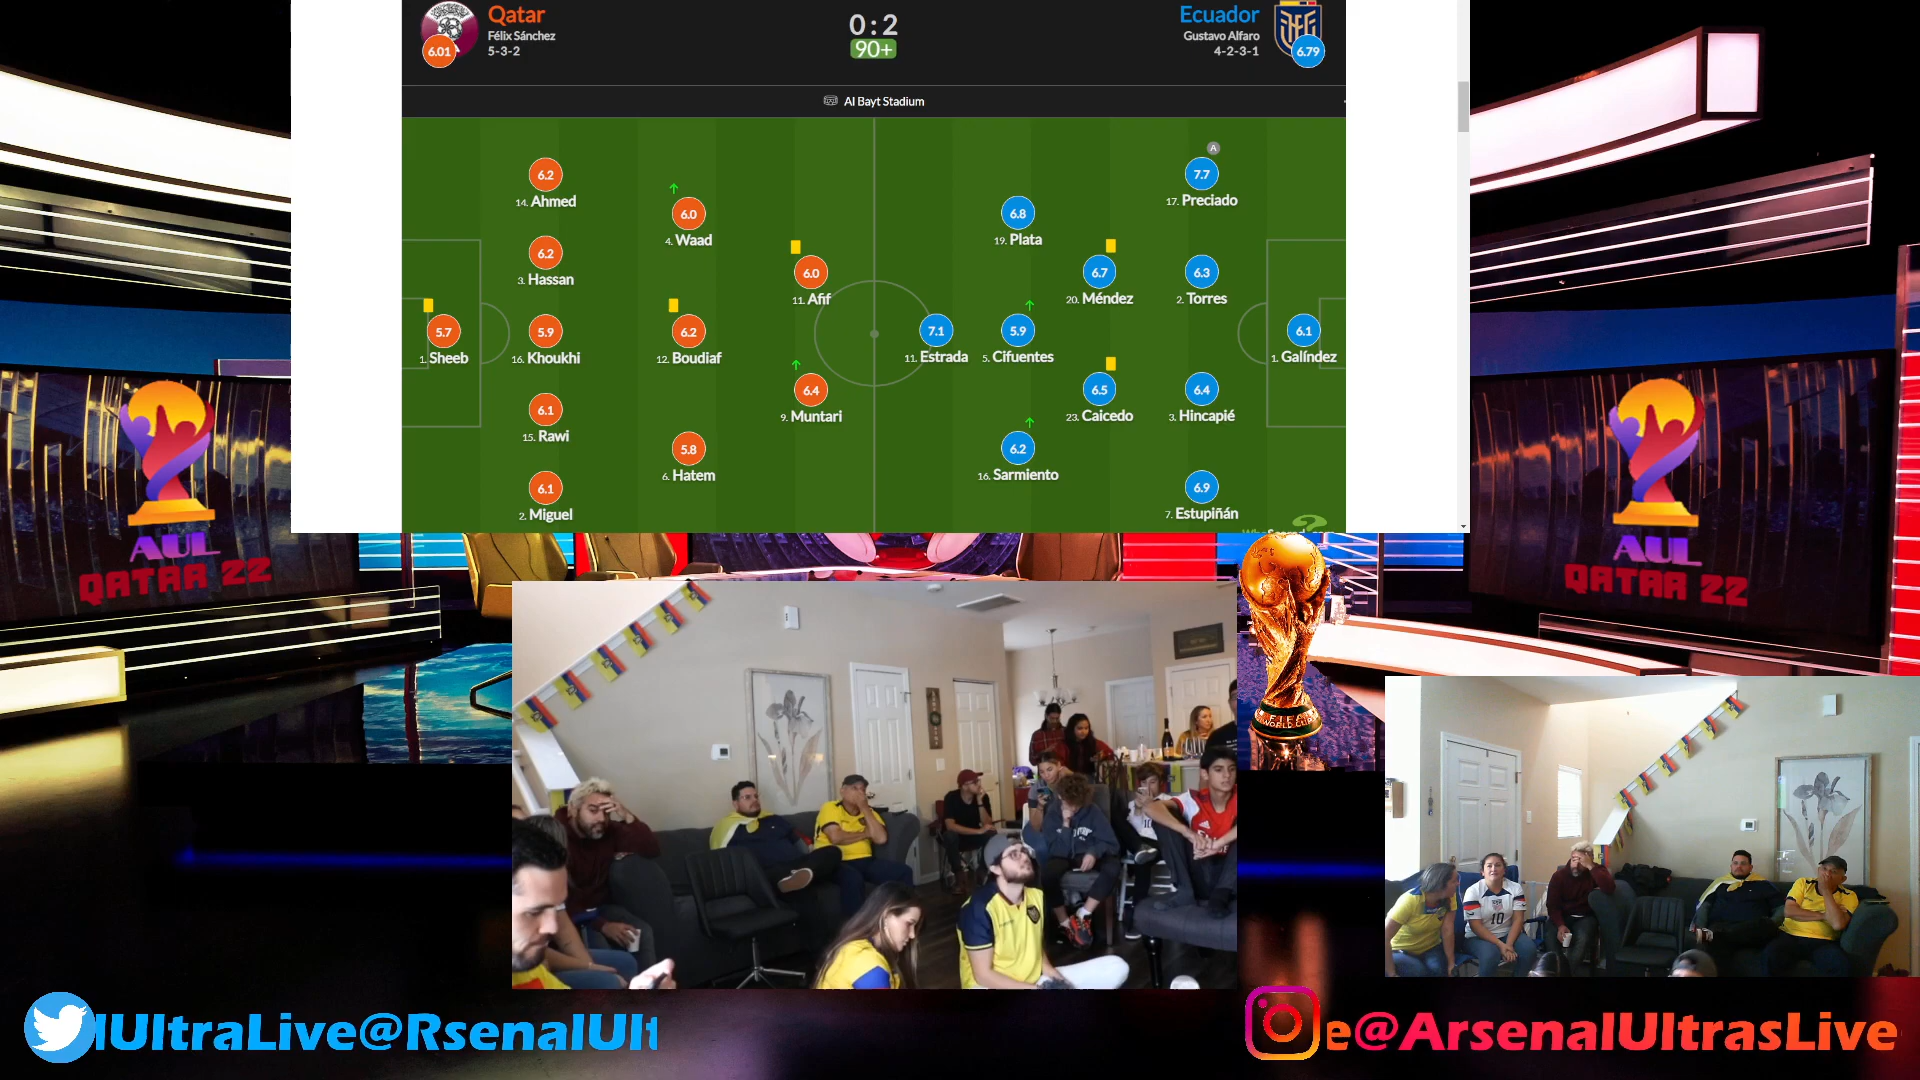 Qatar
Félix Sánchez
5-3-2
6.01
0:2
90+
Ecuador
Gustavo Alfaro
4-2-3-1
6.79
Al Bayt Stadium
6.2
14. Ahmed
6.2
3. Hassan
5.7
1. Sheeb
5.9
16. Khoukhi
6.1
15. Rawi
6.1
2. Miguel
6.0
4. Waad
6.2
12. Boudiaf
5.8
6. Hatem
6.0
11. Afif
6.4
9. Muntari
7.1
11. Estrada
6.8
19. Plata
5.9
5. Cifuentes
6.2
16. Sarmiento
6.7
20. Méndez
6.5
23. Caicedo
A
7.7
17. Preciado
6.3
2. Torres
6.4
3. Hincapié
6.9
7. Estupiñán
6.1
1. Galíndez
AUL
QATAR 22
AUL
QATAR 22
FIFA
WORLD CUP
10
lUltraLive@RsenalUlt
e@ArsenalUltrasLive